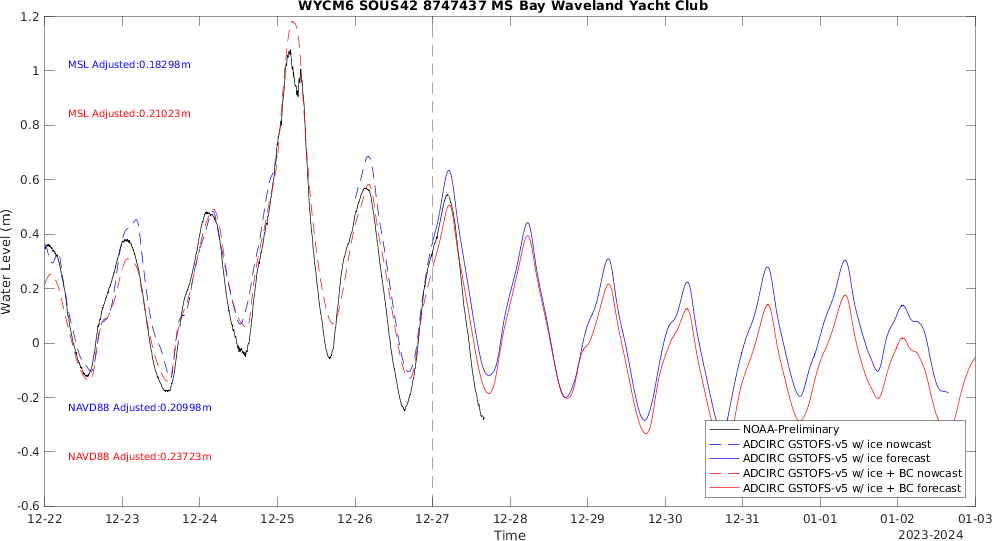 WYCM6 SOUS42 8747437 MS Bay Waveland Yacht Club
1.2
1
0.8
0.6
0.4
0.2
0
-0.2
-0.4
-0.6
Water Level (m)
MSL Adjusted:0.18298m
MSL Adjusted:0.21023m
NAVD88 Adjusted:0.20998m
NAVD88 Adjusted:0.23723m
NOAA-Preliminary
ADCIRC GSTOFS-v5 w/ ice nowcast
ADCIRC GSTOFS-v5 w/ ice forecast
ADCIRC GSTOFS-v5 w/ ice + BC nowcast
ADCIRC GSTOFS-v5 w/ ice + BC forecast
12-22 12-23 12-24 12-25 12-26 12-27 12-28 12-29 12-30 12-31 01-01 01-02 01-03
Time
2023-2024